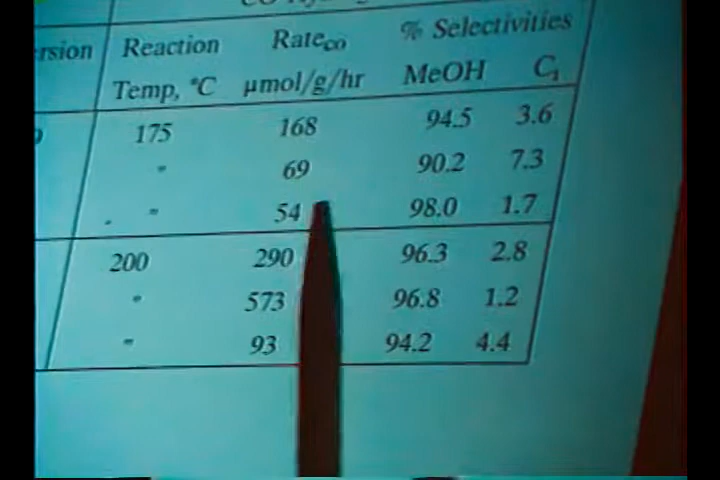 rsion Reaction Rateco % Selectivities
Temp, °C µmol/g/hr MeOH C1
175 168 94.5 3.6
" 69 90.2 7.3
" 54 98.0 1.7
200 290 96.3 2.8
" 573 96.8 1.2
" 93 94.2 4.4